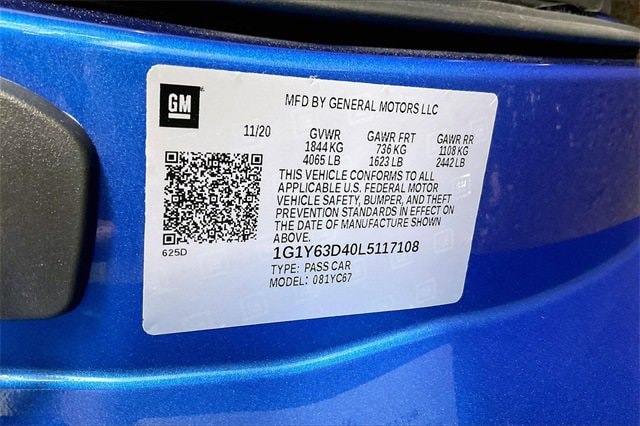 GM
MFD BY GENERAL MOTORS LLC
11/20 GVWR GAWR FRT GAWR RR
1844 KG 736 KG 1108 KG
4065 LB 1623 LB 2442 LB
THIS VEHICLE CONFORMS TO ALL
APPLICABLE U.S. FEDERAL MOTOR
VEHICLE SAFETY, BUMPER, AND THEFT
PREVENTION STANDARDS IN EFFECT ON
THE DATE OF MANUFACTURE SHOWN
ABOVE.
625D
1G1Y63D40L5117108
TYPE: PASS CAR
MODEL: 081YC67